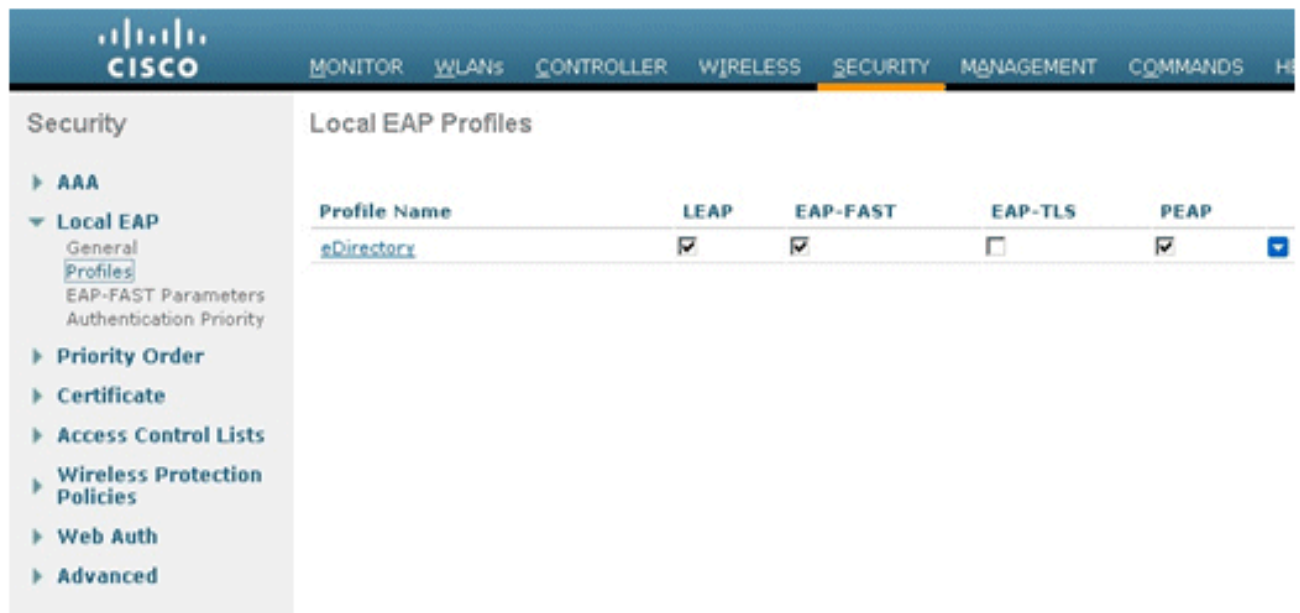 CISCO
MONITOR WLANs CONTROLLER WIRELESS SECURITY MANAGEMENT COMMANDS
Security
AAA
Local EAP
General
Profiles
EAP-FAST Parameters
Authentication Priority
Priority Order
Certificate
Access Control Lists
Wireless Protection
Policies
Web Auth
Advanced
Local EAP Profiles
Profile Name LEAP EAP-FAST EAP-TLS PEAP
eDirectory